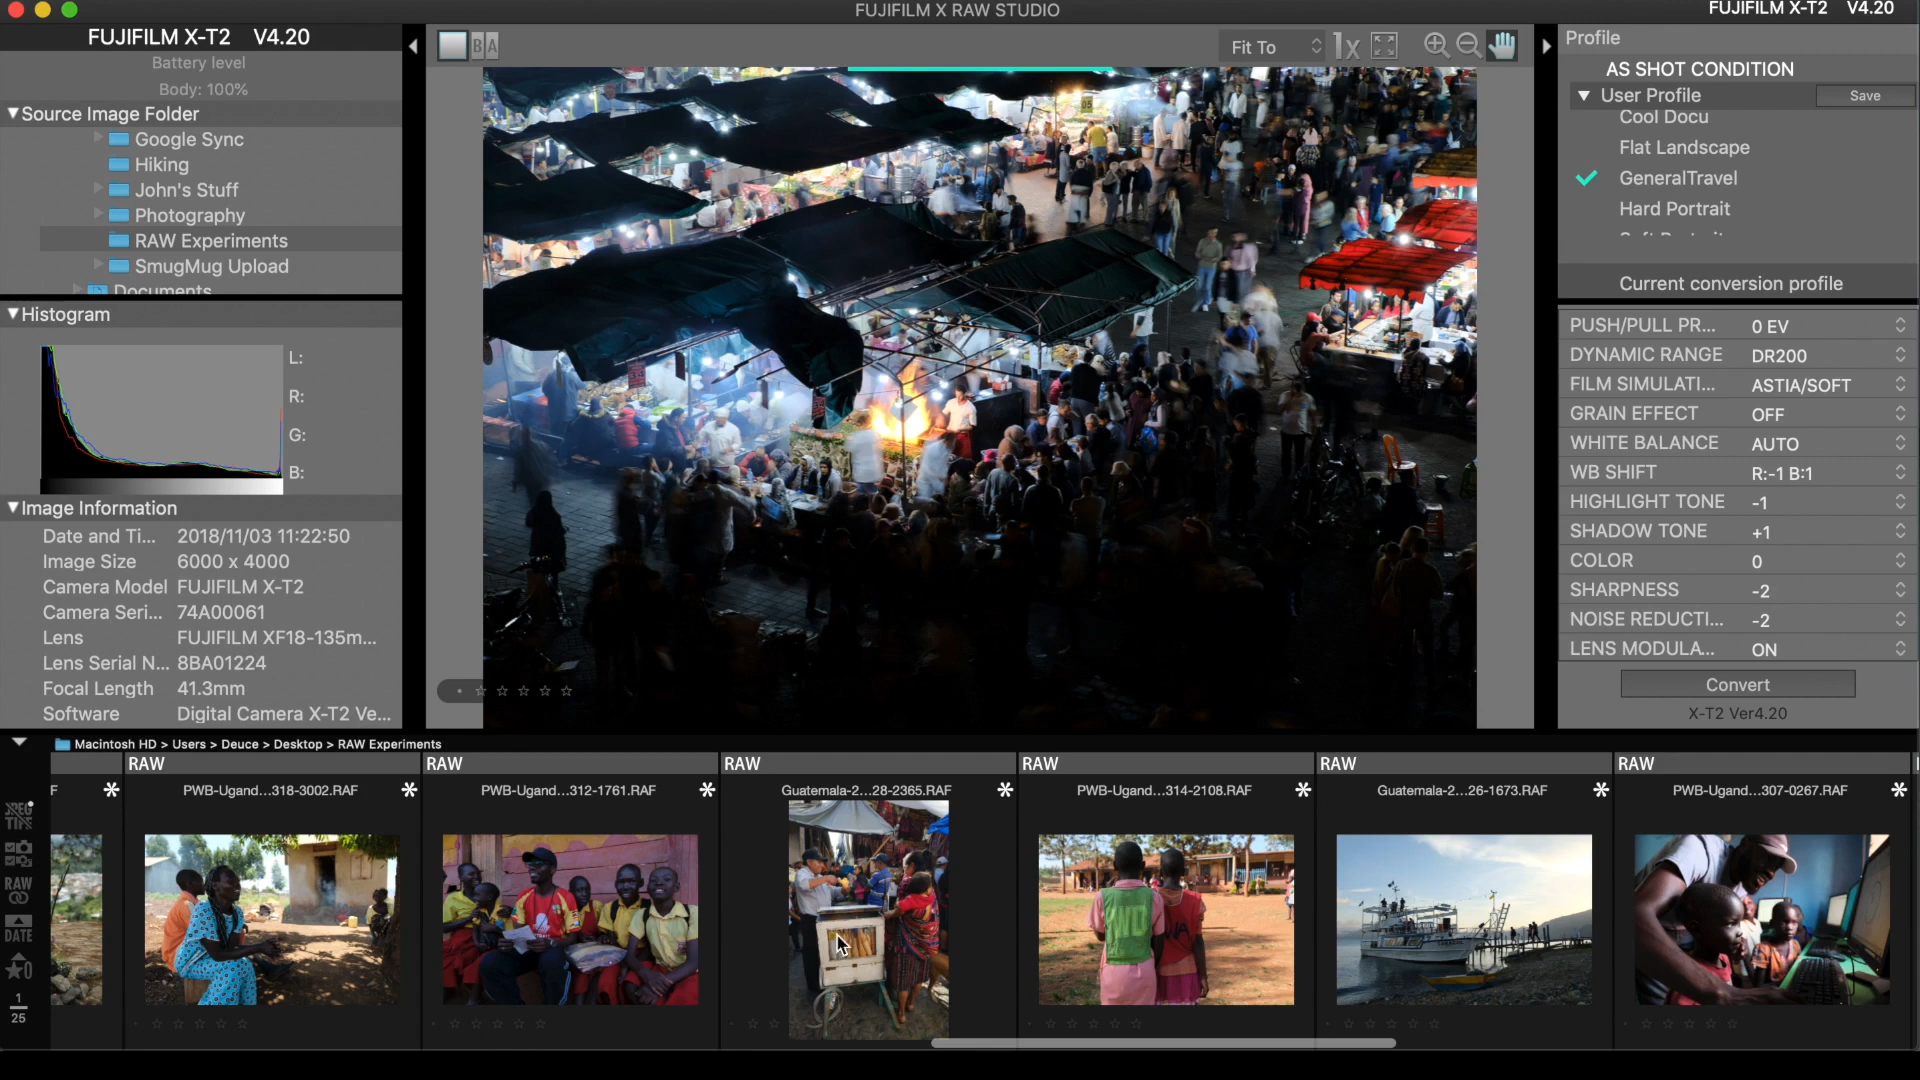 FUJIFILM X RAW STUDIO
FUJIFILM X-T2 V4.20
FUJIFILM X-T2 V4.20
Battery level
Body: 100%
Source Image Folder
Google Sync
Hiking
John's Stuff
Photography
RAW Experiments
SmugMug Upload
Documents
Histogram
L:
R:
G:
B:
Image Information
Date and Ti... 2018/11/03 11:22:50
Image Size 6000 x 4000
Camera Model FUJIFILM X-T2
Camera Seri... 74A00061
Lens FUJIFILM XF18-135m...
Lens Serial N... 8BA01224
Focal Length 41.3mm
Software Digital Camera X-T2 Ve...
B A
Fit To
1x
05
Profile
AS SHOT CONDITION
User Profile Save
Cool Docu
Flat Landscape
GeneralTravel
Hard Portrait
Current conversion profile
PUSH/PULL PR... 0 EV
DYNAMIC RANGE DR200
FILM SIMULATI... ASTIA/SOFT
GRAIN EFFECT OFF
WHITE BALANCE AUTO
WB SHIFT R:-1 B:1
HIGHLIGHT TONE -1
SHADOW TONE +1
COLOR 0
SHARPNESS -2
NOISE REDUCTI... -2
LENS MODULA... ON
Convert
X-T2 Ver4.20
Macintosh HD > Users > Deuce > Desktop > RAW Experiments
RAW RAW RAW RAW RAW RAW
F * PWB-Ugand...318-3002.RAF * PWB-Ugand...312-1761.RAF * Guatemala-2...28-2365.RAF * PWB-Ugand...314-2108.RAF * Guatemala-2...26-1673.RAF * PWB-Ugand...307-0267.RAF *
RAW
DATE
0
1
25